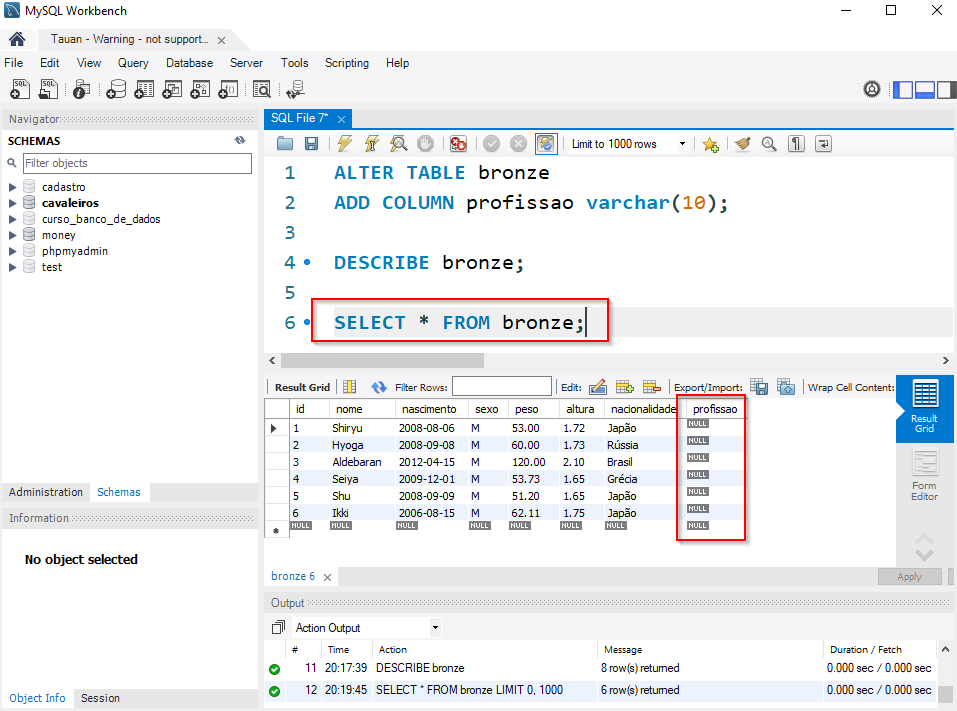 MySQL Workbench
Tauan - Warning - not support...
File Edit View Query Database Server Tools Scripting Help
Navigator
SCHEMAS
Filter objects
cadastro
cavaleiros
curso_banco_de_dados
money
phpmyadmin
test
Administration Schemas
Information
No object selected
Object Info Session
SQL File 7*
Limit to 1000 rows
1 ALTER TABLE bronze
2 ADD COLUMN profissao varchar(10);
3
4 DESCRIBE bronze;
5
6 SELECT * FROM bronze;
Result Grid Filter Rows: Edit: Export/Import: Wrap Cell Content:
id nome nascimento sexo peso altura nacionalidade profissao
1 Shiryu 2008-08-06 M 53.00 1.72 Japão NULL
2 Hyoga 2008-09-08 M 60.00 1.73 Rússia NULL
3 Aldebaran 2012-04-15 M 120.00 2.10 Brasil NULL
4 Seiya 2009-12-01 M 53.73 1.65 Grécia NULL
5 Shu 2008-09-09 M 51.20 1.65 Japão NULL
6 Ikki 2006-08-15 M 62.11 1.75 Japão NULL
NULL NULL NULL NULL NULL NULL NULL NULL
Result
Grid
Form
Editor
bronze 6
Apply
Output
Action Output
# Time Action Message Duration / Fetch
11 20:17:39 DESCRIBE bronze 8 row(s) returned 0.000 sec / 0.000 sec
12 20:19:45 SELECT * FROM bronze LIMIT 0, 1000 6 row(s) returned 0.000 sec / 0.000 sec